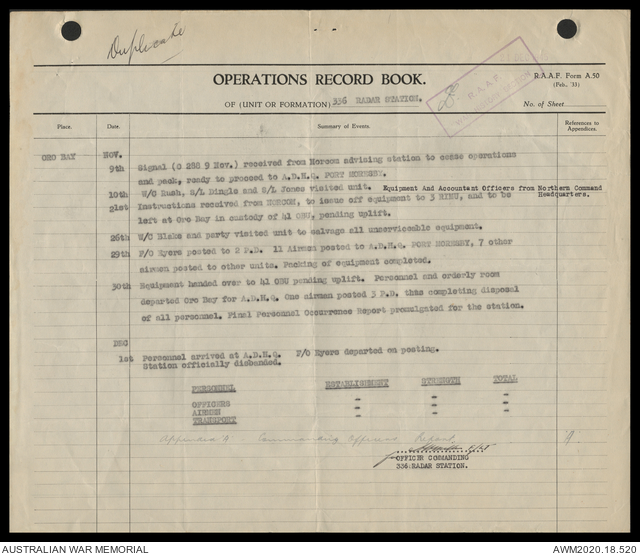 Duplicate
OPERATIONS RECORD BOOK.
R.A.A.F. Form A.50
(Feb., '33)
R.A.A.F.
OF (UNIT OR FORMATION) 336 RADAR STATION.
No. of Sheet
Place.
Date.
Summary of Events.
References to Appendices.
ORO BAY
NOV.
9th Signal (C 288 9 Nov.) received from Norcom advising station to cease operations
and pack, ready to proceed to A.D.H.Q. PORT MORESBY.
10th W/C Rush, S/L Dingle and S/L Jones visited unit. Equipment And Accountant Officers from Northern Command Headquarters.
21st Instructions received from NORCOM, to issue off equipment to 3 MINU, and to be
left at Oro Bay in custody of 41 OBU, pending uplift.
26th W/C Blake and party visited unit to salvage all unserviceable equipment.
29th P/O Myers posted to 2 P.D. 11 Airmen posted to A.D.H.Q. PORT MORESBY, 7 other
airmen posted to other units. Packing of equipment completed.
30th Equipment handed over to 41 OBU pending uplift. Personnel and orderly room
departed Oro Bay for A.D.H.Q. One airman posted 3 P.D. thus completing disposal
of all personnel. Final Personnel Occurrence Report promulgated for the station.
DEC
1st Personnel arrived at A.D.H.Q. P/O Myers departed on posting.
Station officially disbanded.
PERSONNEL ESTABLISHMENT STRENGTH TOTAL
OFFICERS - - -
AIRMEN - - -
TRANSPORT - - -
Appendix 'A' Commanding Officers Report 'A'
OFFICER COMMANDING
336 RADAR STATION.
AUSTRALIAN WAR MEMORIAL
AWM2020.18.520